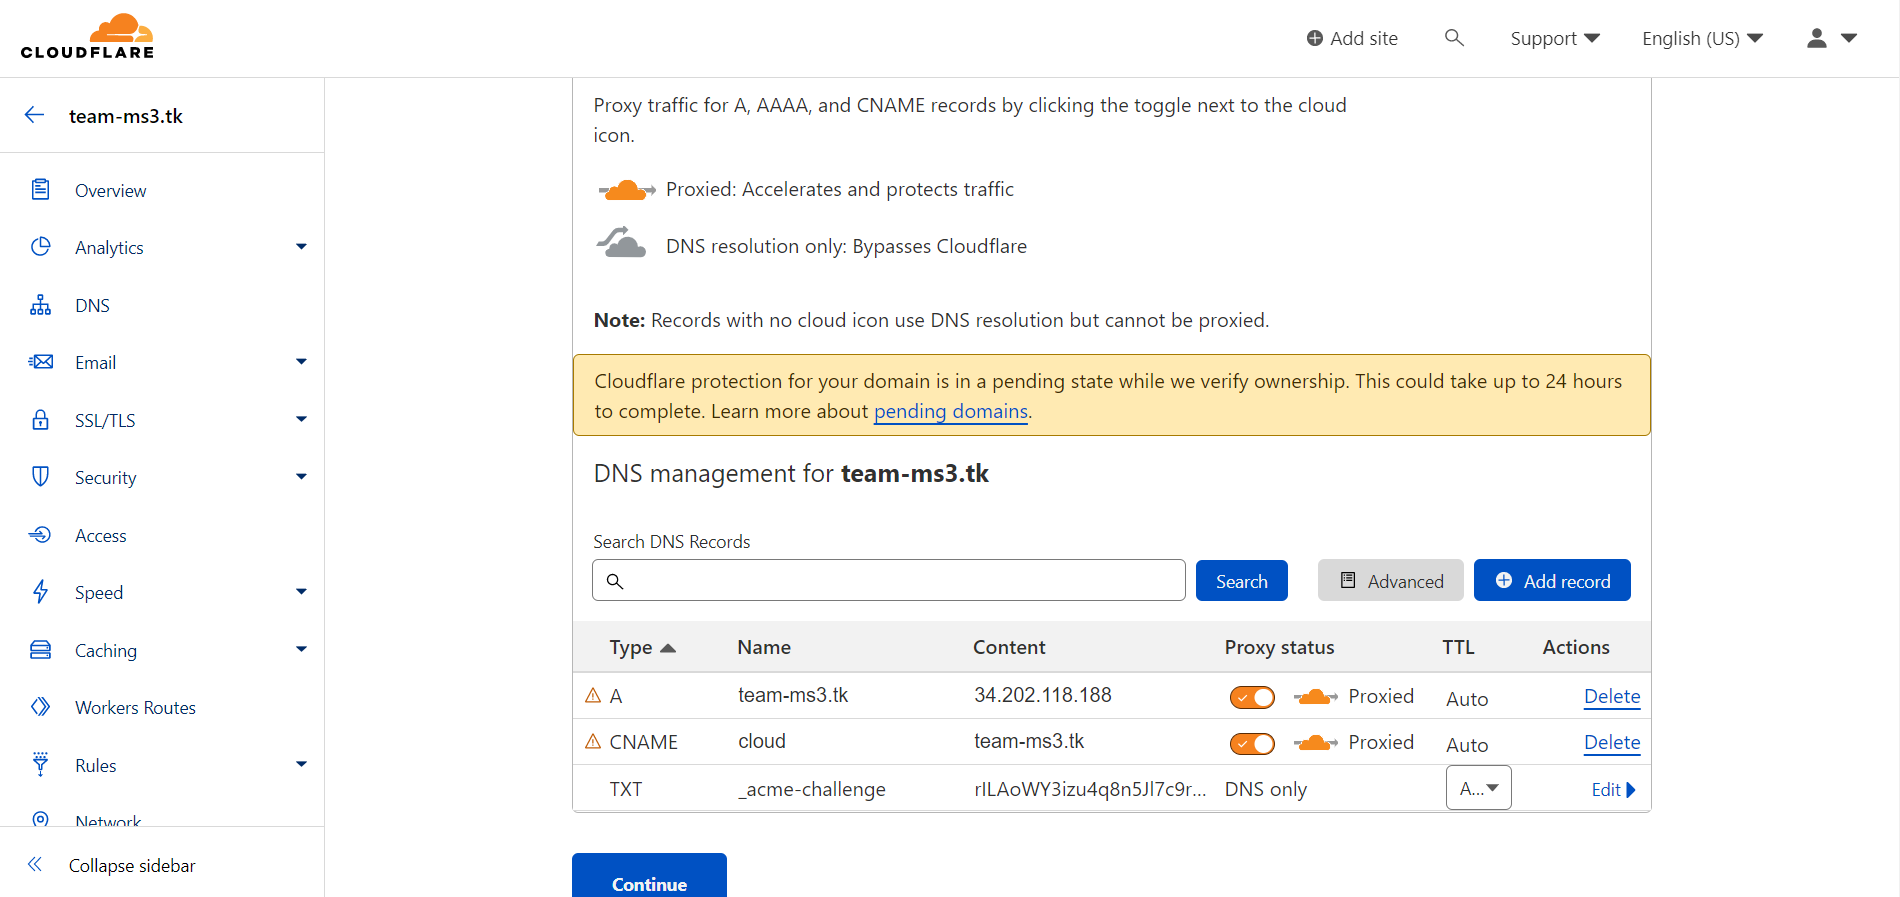 CLOUDFLARE
Add site
Support
English (US)
team-ms3.tk
Overview
Analytics
DNS
Email
SSL/TLS
Security
Access
Speed
Caching
Workers Routes
Rules
Network
Collapse sidebar
Proxy traffic for A, AAAA, and CNAME records by clicking the toggle next to the cloud
icon.
Proxied: Accelerates and protects traffic
DNS resolution only: Bypasses Cloudflare
Note: Records with no cloud icon use DNS resolution but cannot be proxied.
Cloudflare protection for your domain is in a pending state while we verify ownership. This could take up to 24 hours
to complete. Learn more about pending domains.
DNS management for team-ms3.tk
Search DNS Records
Search
Advanced
Add record
Type Name Content Proxy status TTL Actions
A team-ms3.tk 34.202.118.188 Proxied Auto Delete
CNAME cloud team-ms3.tk Proxied Auto Delete
TXT _acme-challenge rILAoWY3izu4q8n5Jl7c9r... DNS only A... Edit
Continue